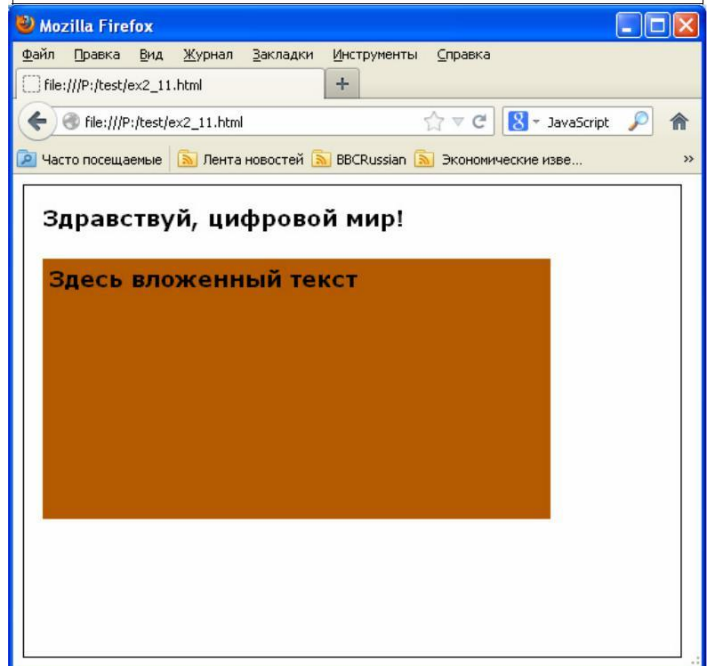 Mozilla Firefox
Файл Правка Вид Журнал Закладки Инструменты Справка
file:///P:/test/ex2_11.html +
file:///P:/test/ex2_11.html 8 JavaScript
Часто посещаемые Лента новостей BBCRussian Экономические изве... »
Здравствуй, цифровой мир!
Здесь вложенный текст